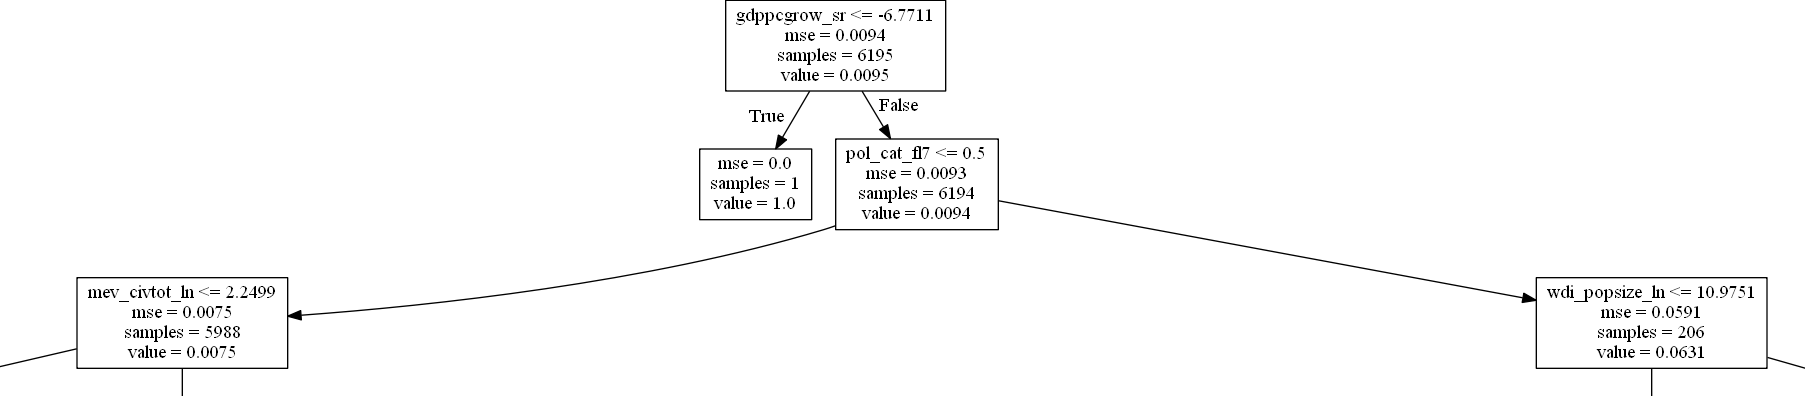 gdppcgrow_sr <= -6.7711
mse = 0.0094
samples = 6195
value = 0.0095
True
False
mse = 0.0
samples = 1
value = 1.0
pol_cat_fl7 <= 0.5
mse = 0.0093
samples = 6194
value = 0.0094
mev_civtot_ln <= 2.2499
mse = 0.0075
samples = 5988
value = 0.0075
wdi_popsize_ln <= 10.9751
mse = 0.0591
samples = 206
value = 0.0631